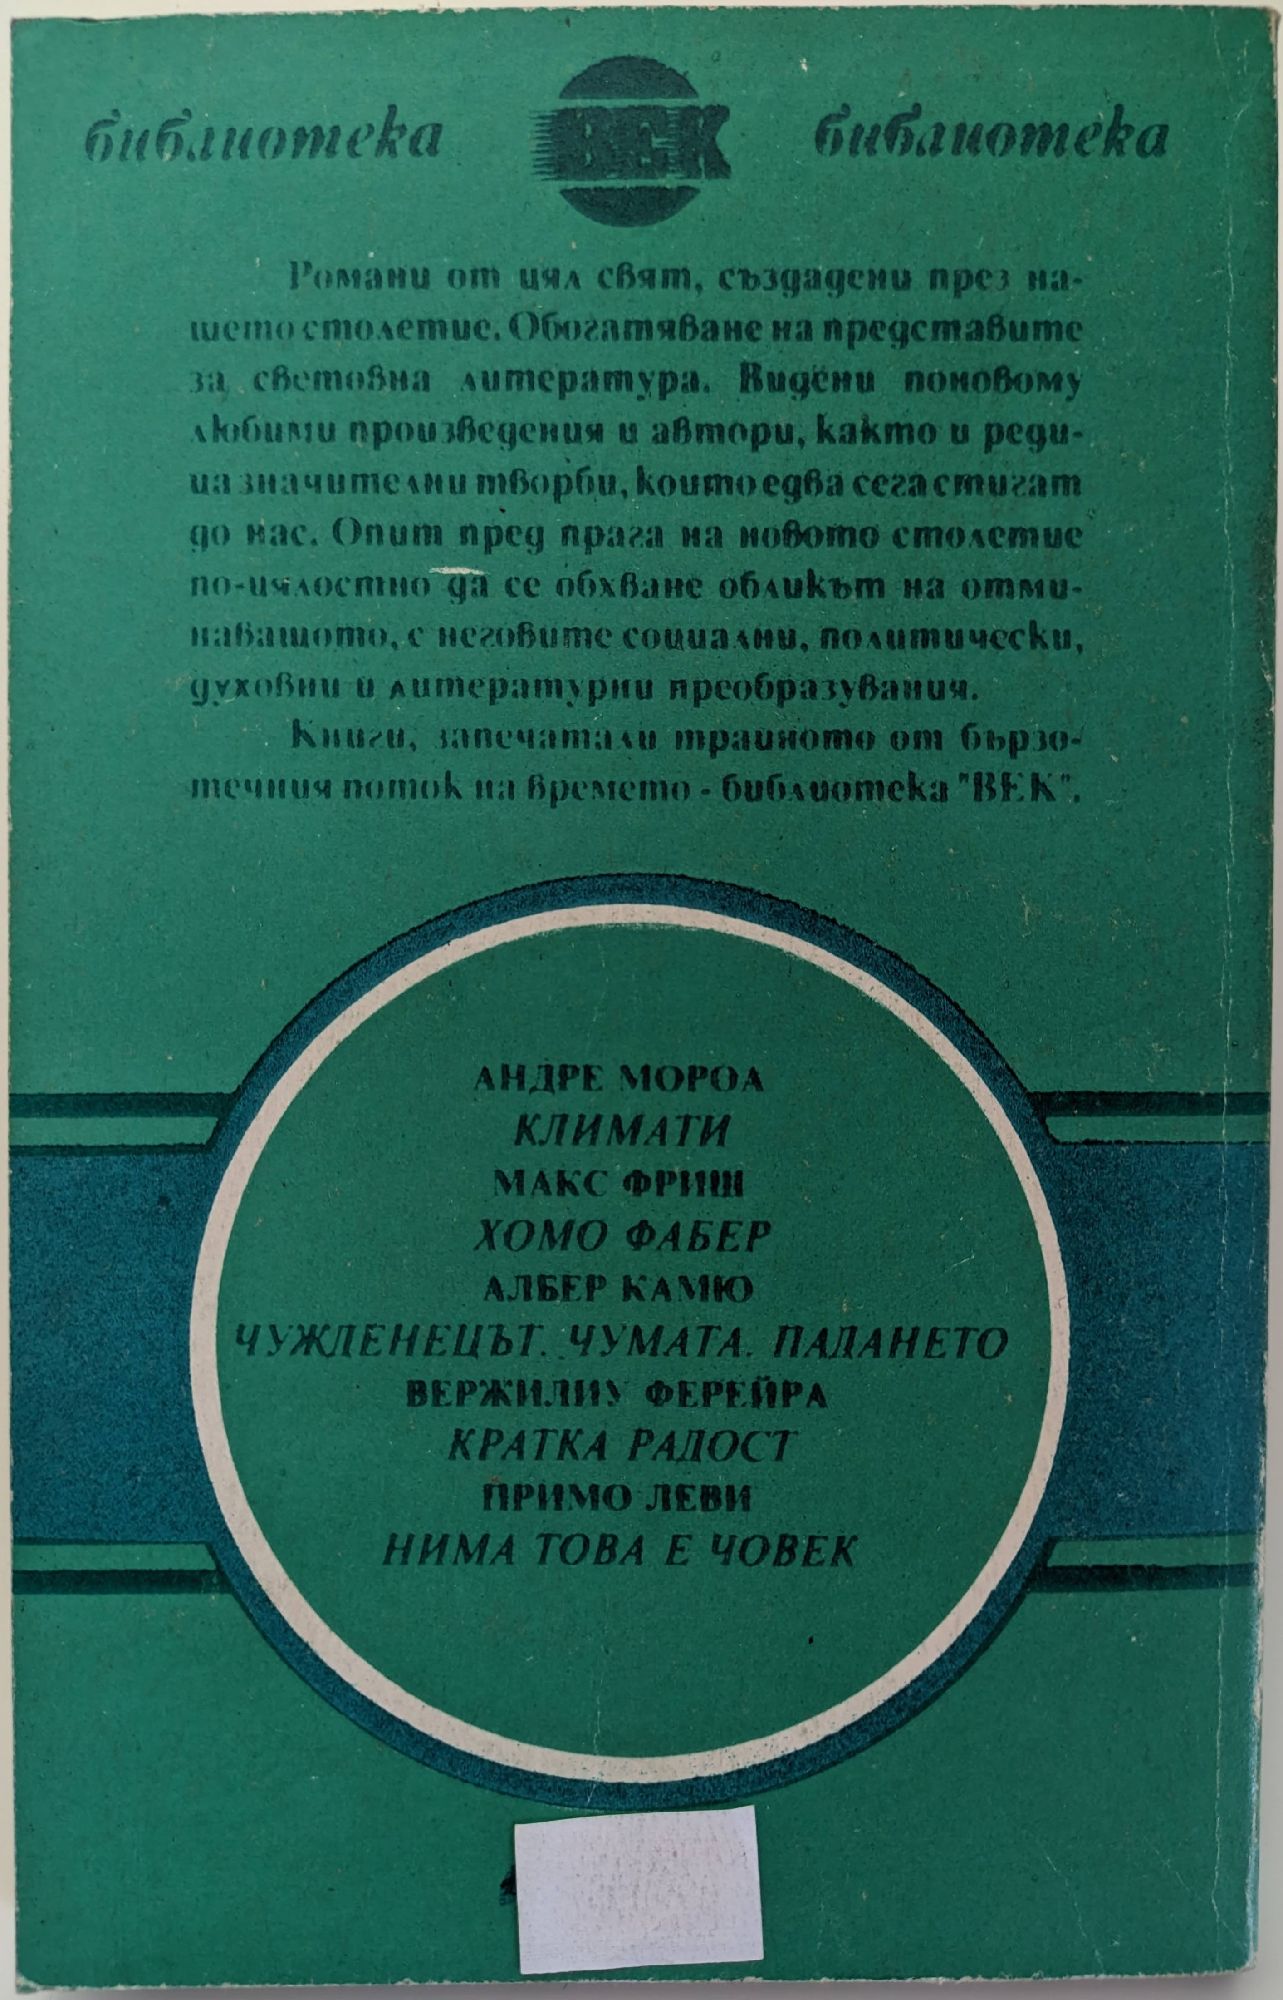 библиотека ВЕК библиотека
Романи от цял свят, създадени през на-
шето столетие. Обогатяване на представите
за световна литература. Видени поновому
любими произведения и автори, както и реди-
ца значителни творби, които едва сега стигат
до нас. Опит пред прага на новото столетие
по-цялостно да се обхване обликът на отми-
наващото, с неговите социални, политически,
духовни и литературни преобразувания.
Книги, запечатали трайното от бързо-
течния поток на времето - библиотека "ВЕК".
АНДРЕ МОРОА
КЛИМАТИ
МАКС ФРИШ
ХОМО ФАБЕР
АЛБЕР КАМЮ
ЧУЖДЕНЕЦЪТ. ЧУМАТА. ПАДАНЕТО
ВЕРЖИЛИУ ФЕРЕЙРА
КРАТКА РАДОСТ
ПРИМО ЛЕВИ
НИМА ТОВА Е ЧОВЕК